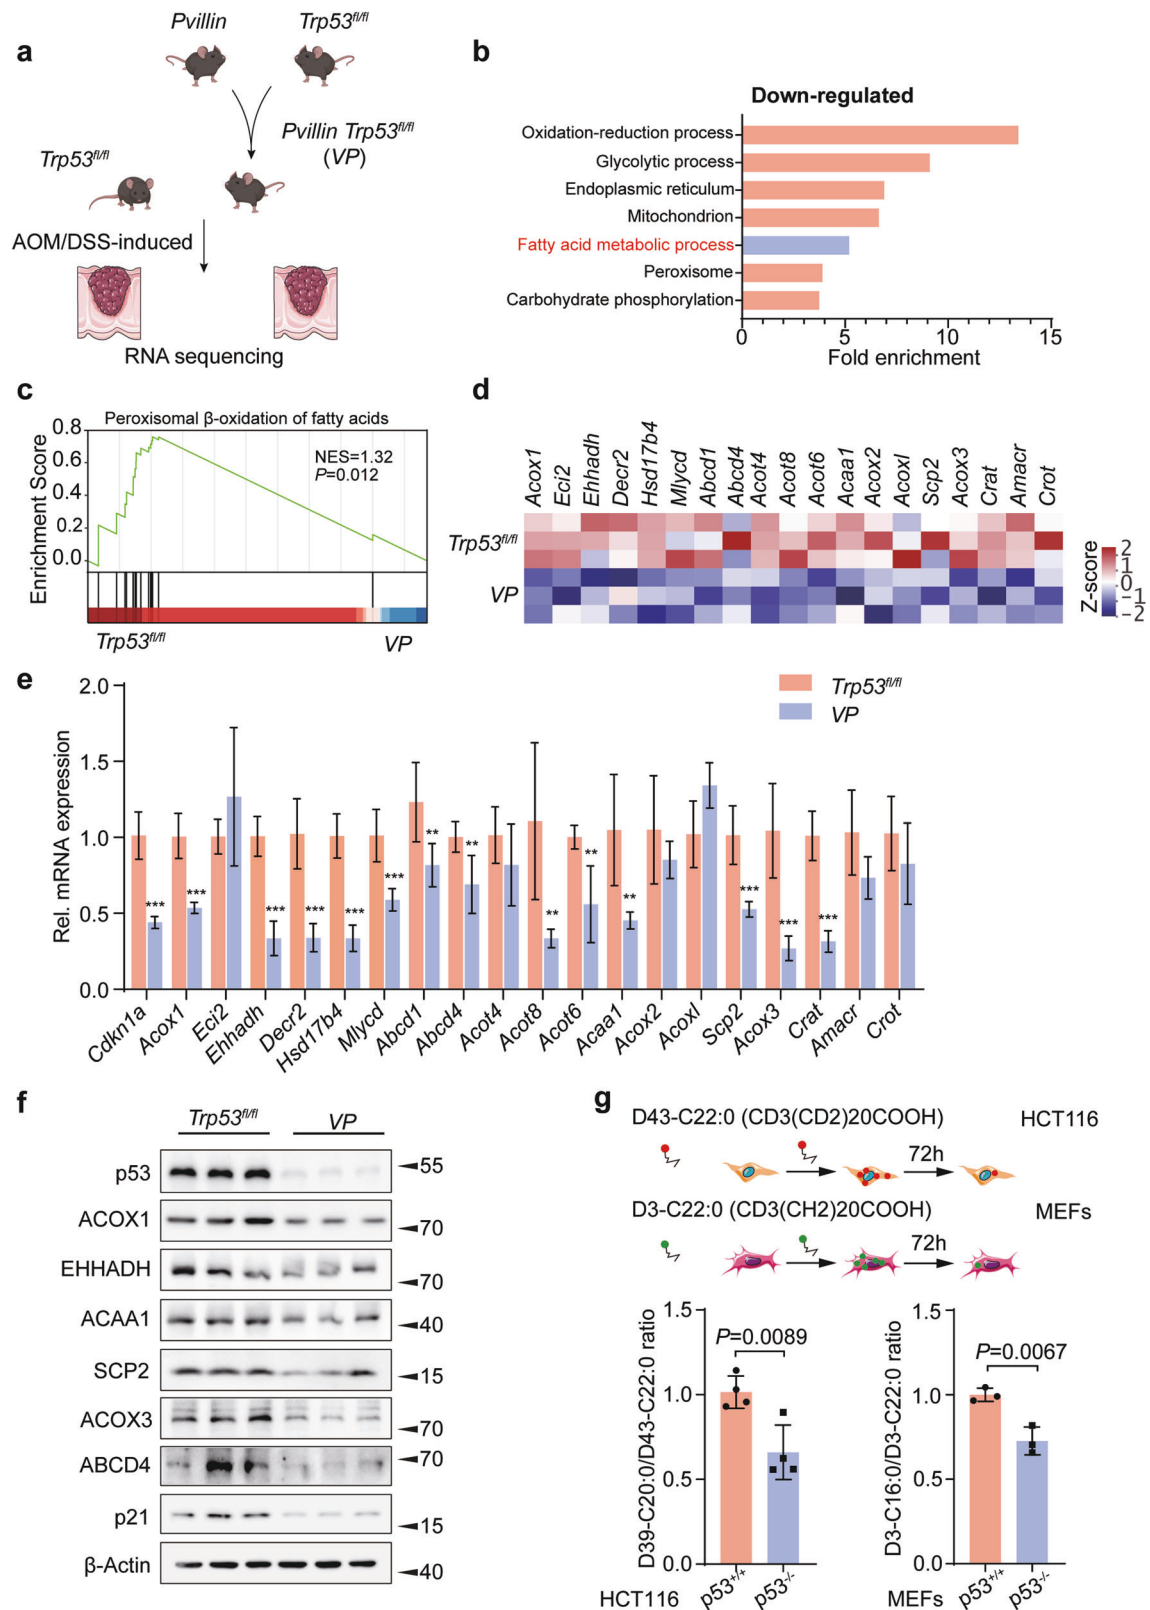 a
Pvillin
Trp53fl/fl
Pvillin Trp53fl/fl
(VP)
Trp53fl/fl
AOM/DSS-induced
RNA sequencing
b
Down-regulated
Oxidation-reduction process
Glycolytic process
Endoplasmic reticulum
Mitochondrion
Fatty acid metabolic process
Peroxisome
Carbohydrate phosphorylation
0 5 10 15
Fold enrichment
c
Peroxisomal β-oxidation of fatty acids
NES=1.32
P=0.012
Enrichment Score
0.8
0.6
0.4
0.2
0.0
Trp53fl/fl VP
d
Acox1 Eci2 Ehhadh Decr2 Hsd17b4 Mlycd Abcd1 Abcd4 Acot4 Acot8 Acot6 Acaa1 Acox2 Acoxl Scp2 Acox3 Crat Amacr Crot
Trp53fl/fl
VP
Z-score
2
1
0
−1
−2
e
Trp53fl/fl
VP
Rel. mRNA expression
2.0
1.5
1.0
0.5
0.0
*** *** *** *** *** *** ** ** ** ** ** *** *** ***
Cdkn1a Acox1 Eci2 Ehhadh Decr2 Hsd17b4 Mlycd Abcd1 Abcd4 Acot4 Acot8 Acot6 Acaa1 Acox2 Acoxl Scp2 Acox3 Crat Amacr Crot
f
Trp53fl/fl VP
p53 55
ACOX1 70
EHHADH 70
ACAA1 40
SCP2 15
ACOX3 70
ABCD4 70
p21 15
β-Actin 40
g
D43-C22:0 (CD3(CD2)20COOH) HCT116
72h
D3-C22:0 (CD3(CH2)20COOH) MEFs
72h
D39-C20:0/D43-C22:0 ratio
1.5
1.0
0.5
0.0
P=0.0089
HCT116 p53+/+ p53-/-
D3-C16:0/D3-C22:0 ratio
1.5
1.0
0.5
0.0
P=0.0067
MEFs p53+/+ p53-/-